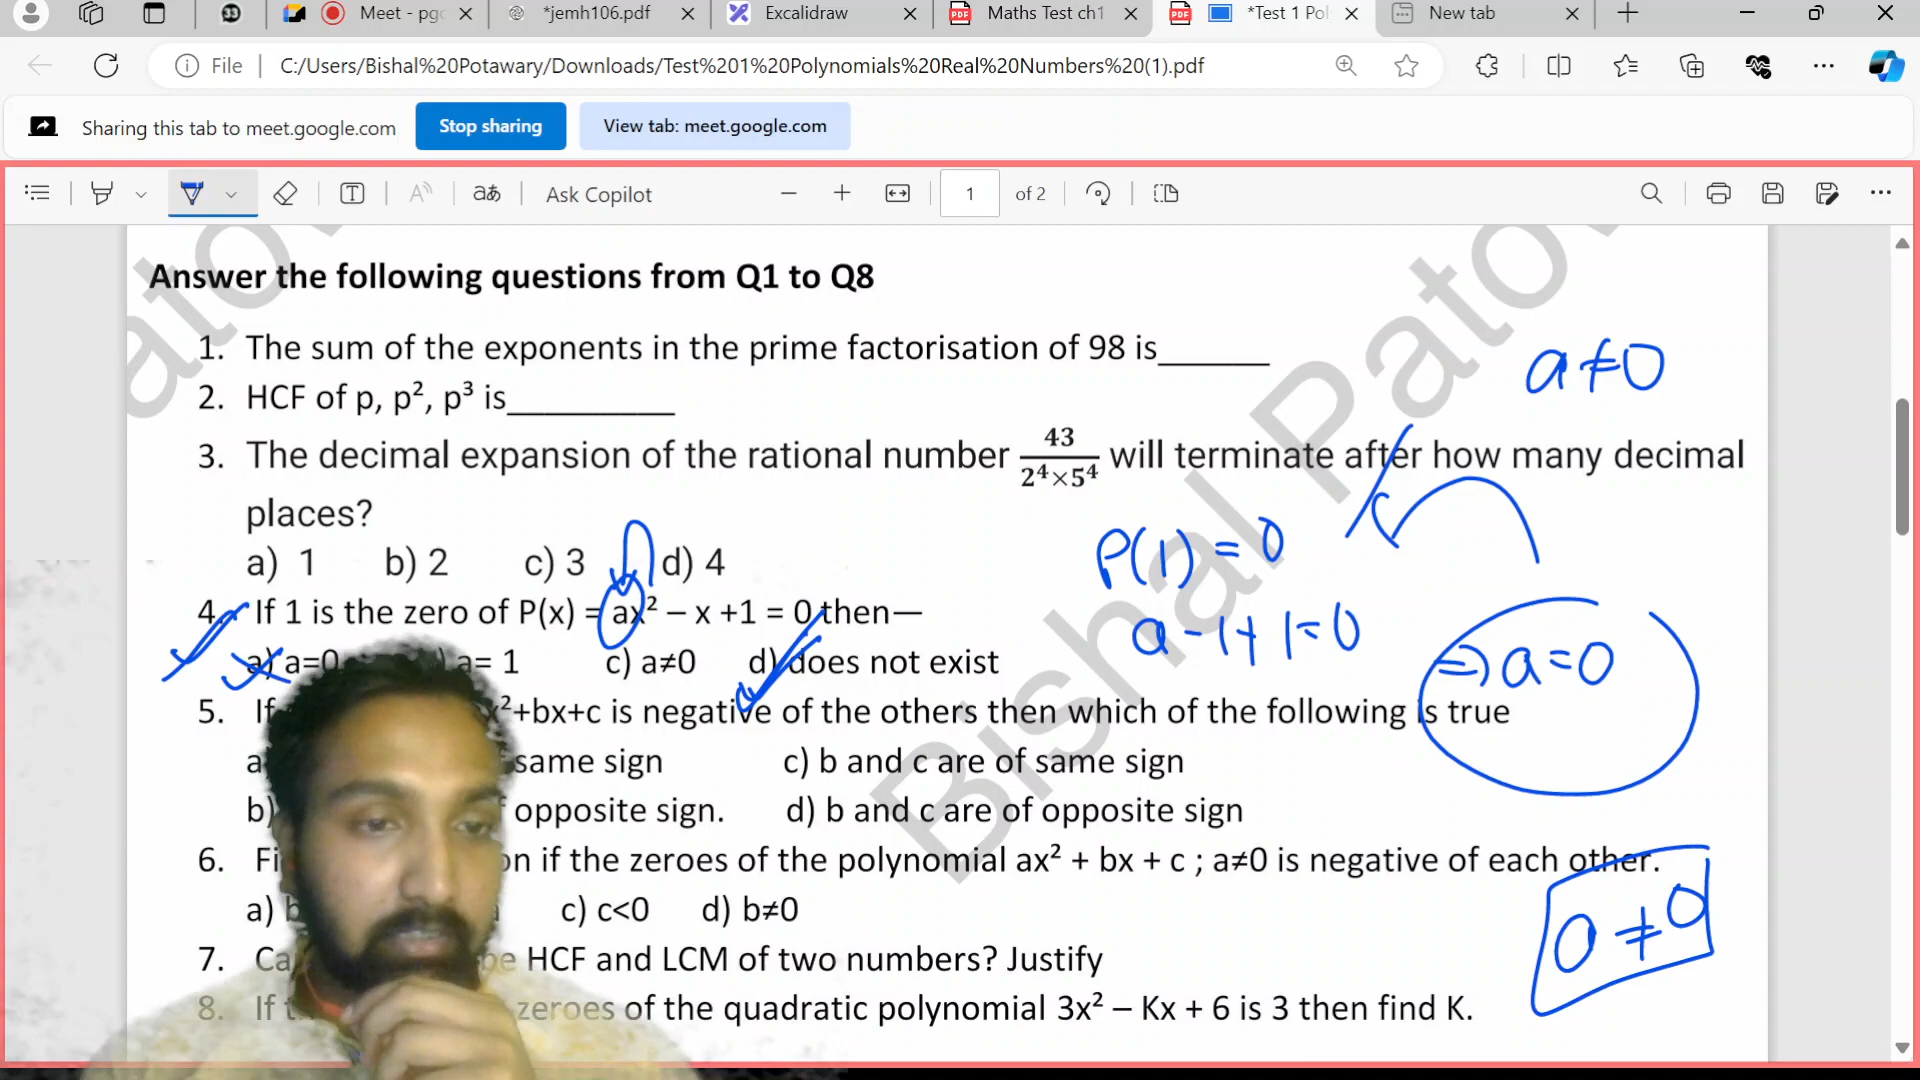 33 Meet - pgc *jemh106.pdf Excalidraw Maths Test ch1 *Test 1 Pol New tab
File C:/Users/Bishal%20Potawary/Downloads/Test%201%20Polynomials%20Real%20Numbers%20(1).pdf
Sharing this tab to meet.google.com Stop sharing View tab: meet.google.com
Ask Copilot 1 of 2
Answer the following questions from Q1 to Q8
1. The sum of the exponents in the prime factorisation of 98 is______
a≠0
2. HCF of p, p², p³ is_________
3. The decimal expansion of the rational number 43/2⁴×5⁴ will terminate after how many decimal
places?
P(1) = 0
a) 1 b) 2 c) 3 d) 4
4. If 1 is the zero of P(x) = ax² − x +1 = 0 then—
a - 1 + 1 = 0
a) a=0 a= 1 c) a≠0 d) does not exist
⇒ a=0
5. If x²+bx+c is negative of the others then which of the following is true
a same sign c) b and c are of same sign
b) opposite sign. d) b and c are of opposite sign
6. Fi on if the zeroes of the polynomial ax² + bx + c ; a≠0 is negative of each other.
a) b c) c<0 d) b≠0
a ≠ 0
7. Ca be HCF and LCM of two numbers? Justify
8. If t zeroes of the quadratic polynomial 3x² – Kx + 6 is 3 then find K.
Bishal Patow